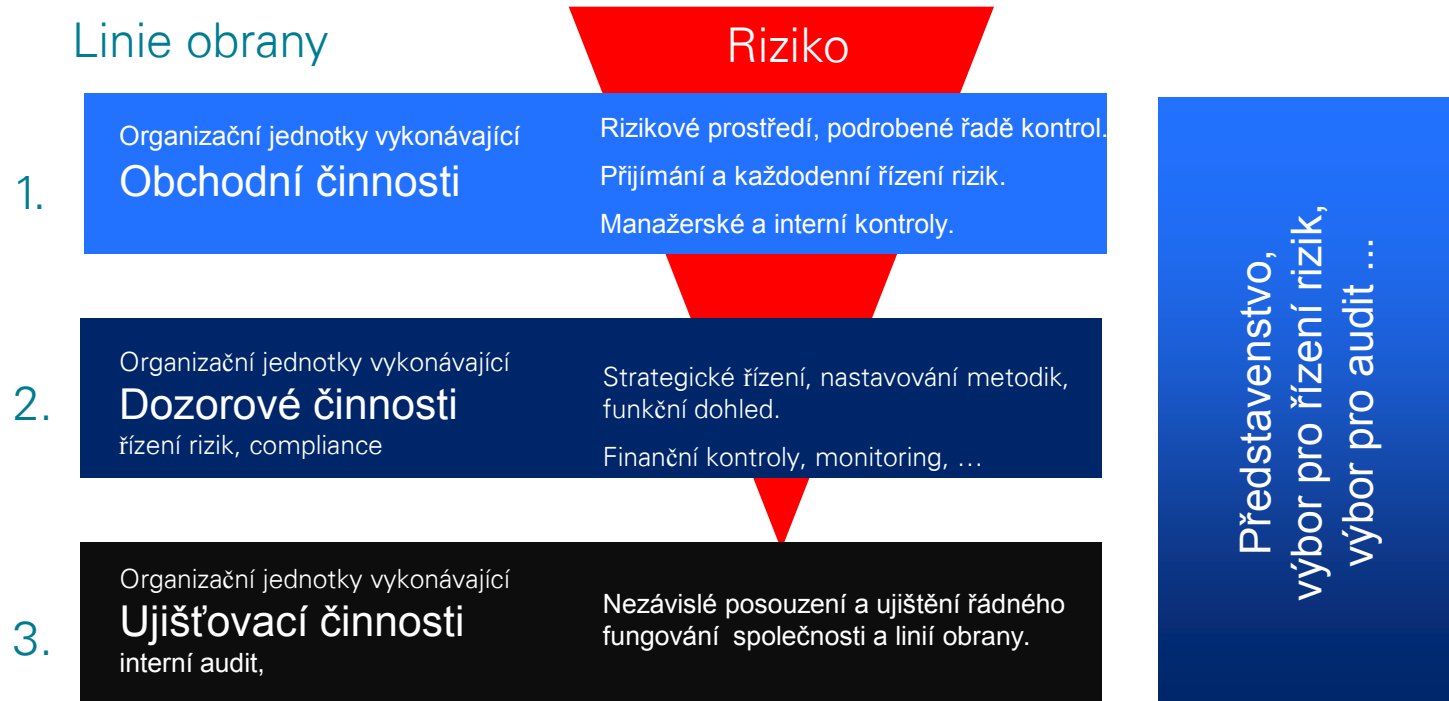 Linie obrany
Riziko
1.
Organizační jednotky vykonávající
Obchodní činnosti
Rizikové prostředí, podrobené řadě kontrol.
Přijímání a každodenní řízení rizik.
Manažerské a interní kontroly.
2.
Organizační jednotky vykonávající
Dozorové činnosti
řízení rizik, compliance
Strategické řízení, nastavování metodik,
funkční dohled.
Finanční kontroly, monitoring, …
3.
Organizační jednotky vykonávající
Ujišťovací činnosti
interní audit,
Nezávislé posouzení a ujištění řádného
fungování  společnosti a linií obrany.
Představenstvo,
výbor pro řízení rizik,
výbor pro audit …